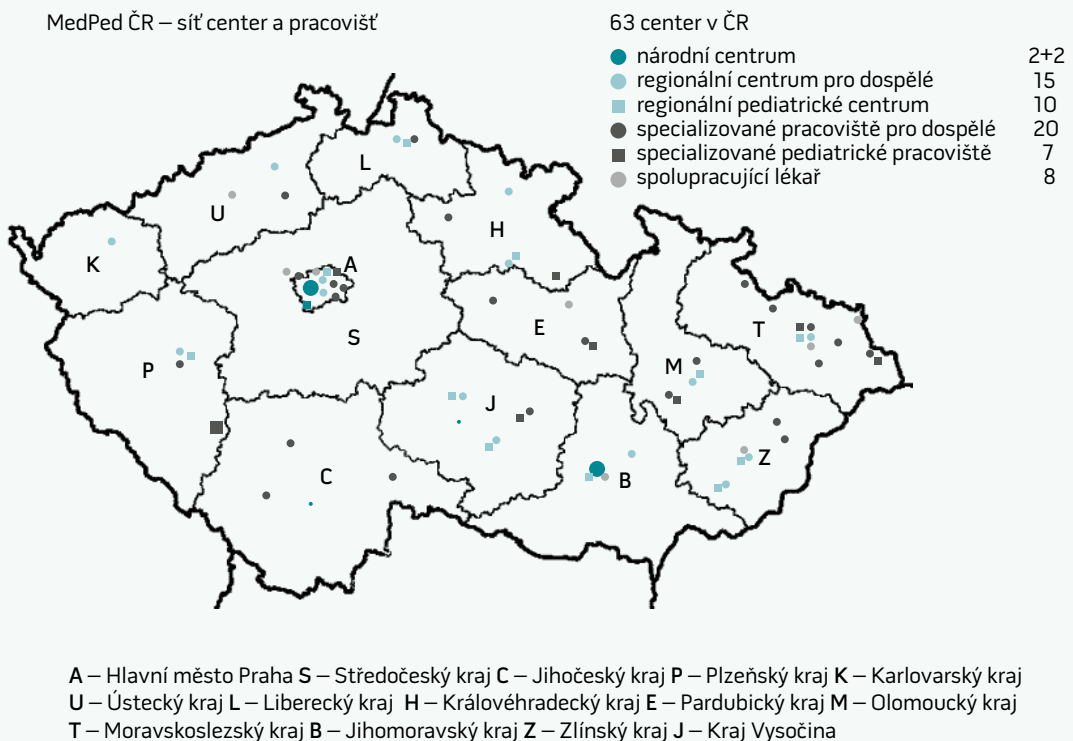 MedPed ČR – síť center a pracovišť
63 center v ČR
národní centrum 2+2
regionální centrum pro dospělé 15
regionální pediatrické centrum 10
specializované pracoviště pro dospělé 20
specializované pediatrické pracoviště 7
spolupracující lékař 8
L
U
H
K
A
E
T
S
P
M
J
Z
C
B
A – Hlavní město Praha S – Středočeský kraj C – Jihočeský kraj P – Plzeňský kraj K – Karlovarský kraj
U – Ústecký kraj L – Liberecký kraj H – Královéhradecký kraj E – Pardubický kraj M – Olomoucký kraj
T – Moravskoslezský kraj B – Jihomoravský kraj Z – Zlínský kraj J – Kraj Vysočina